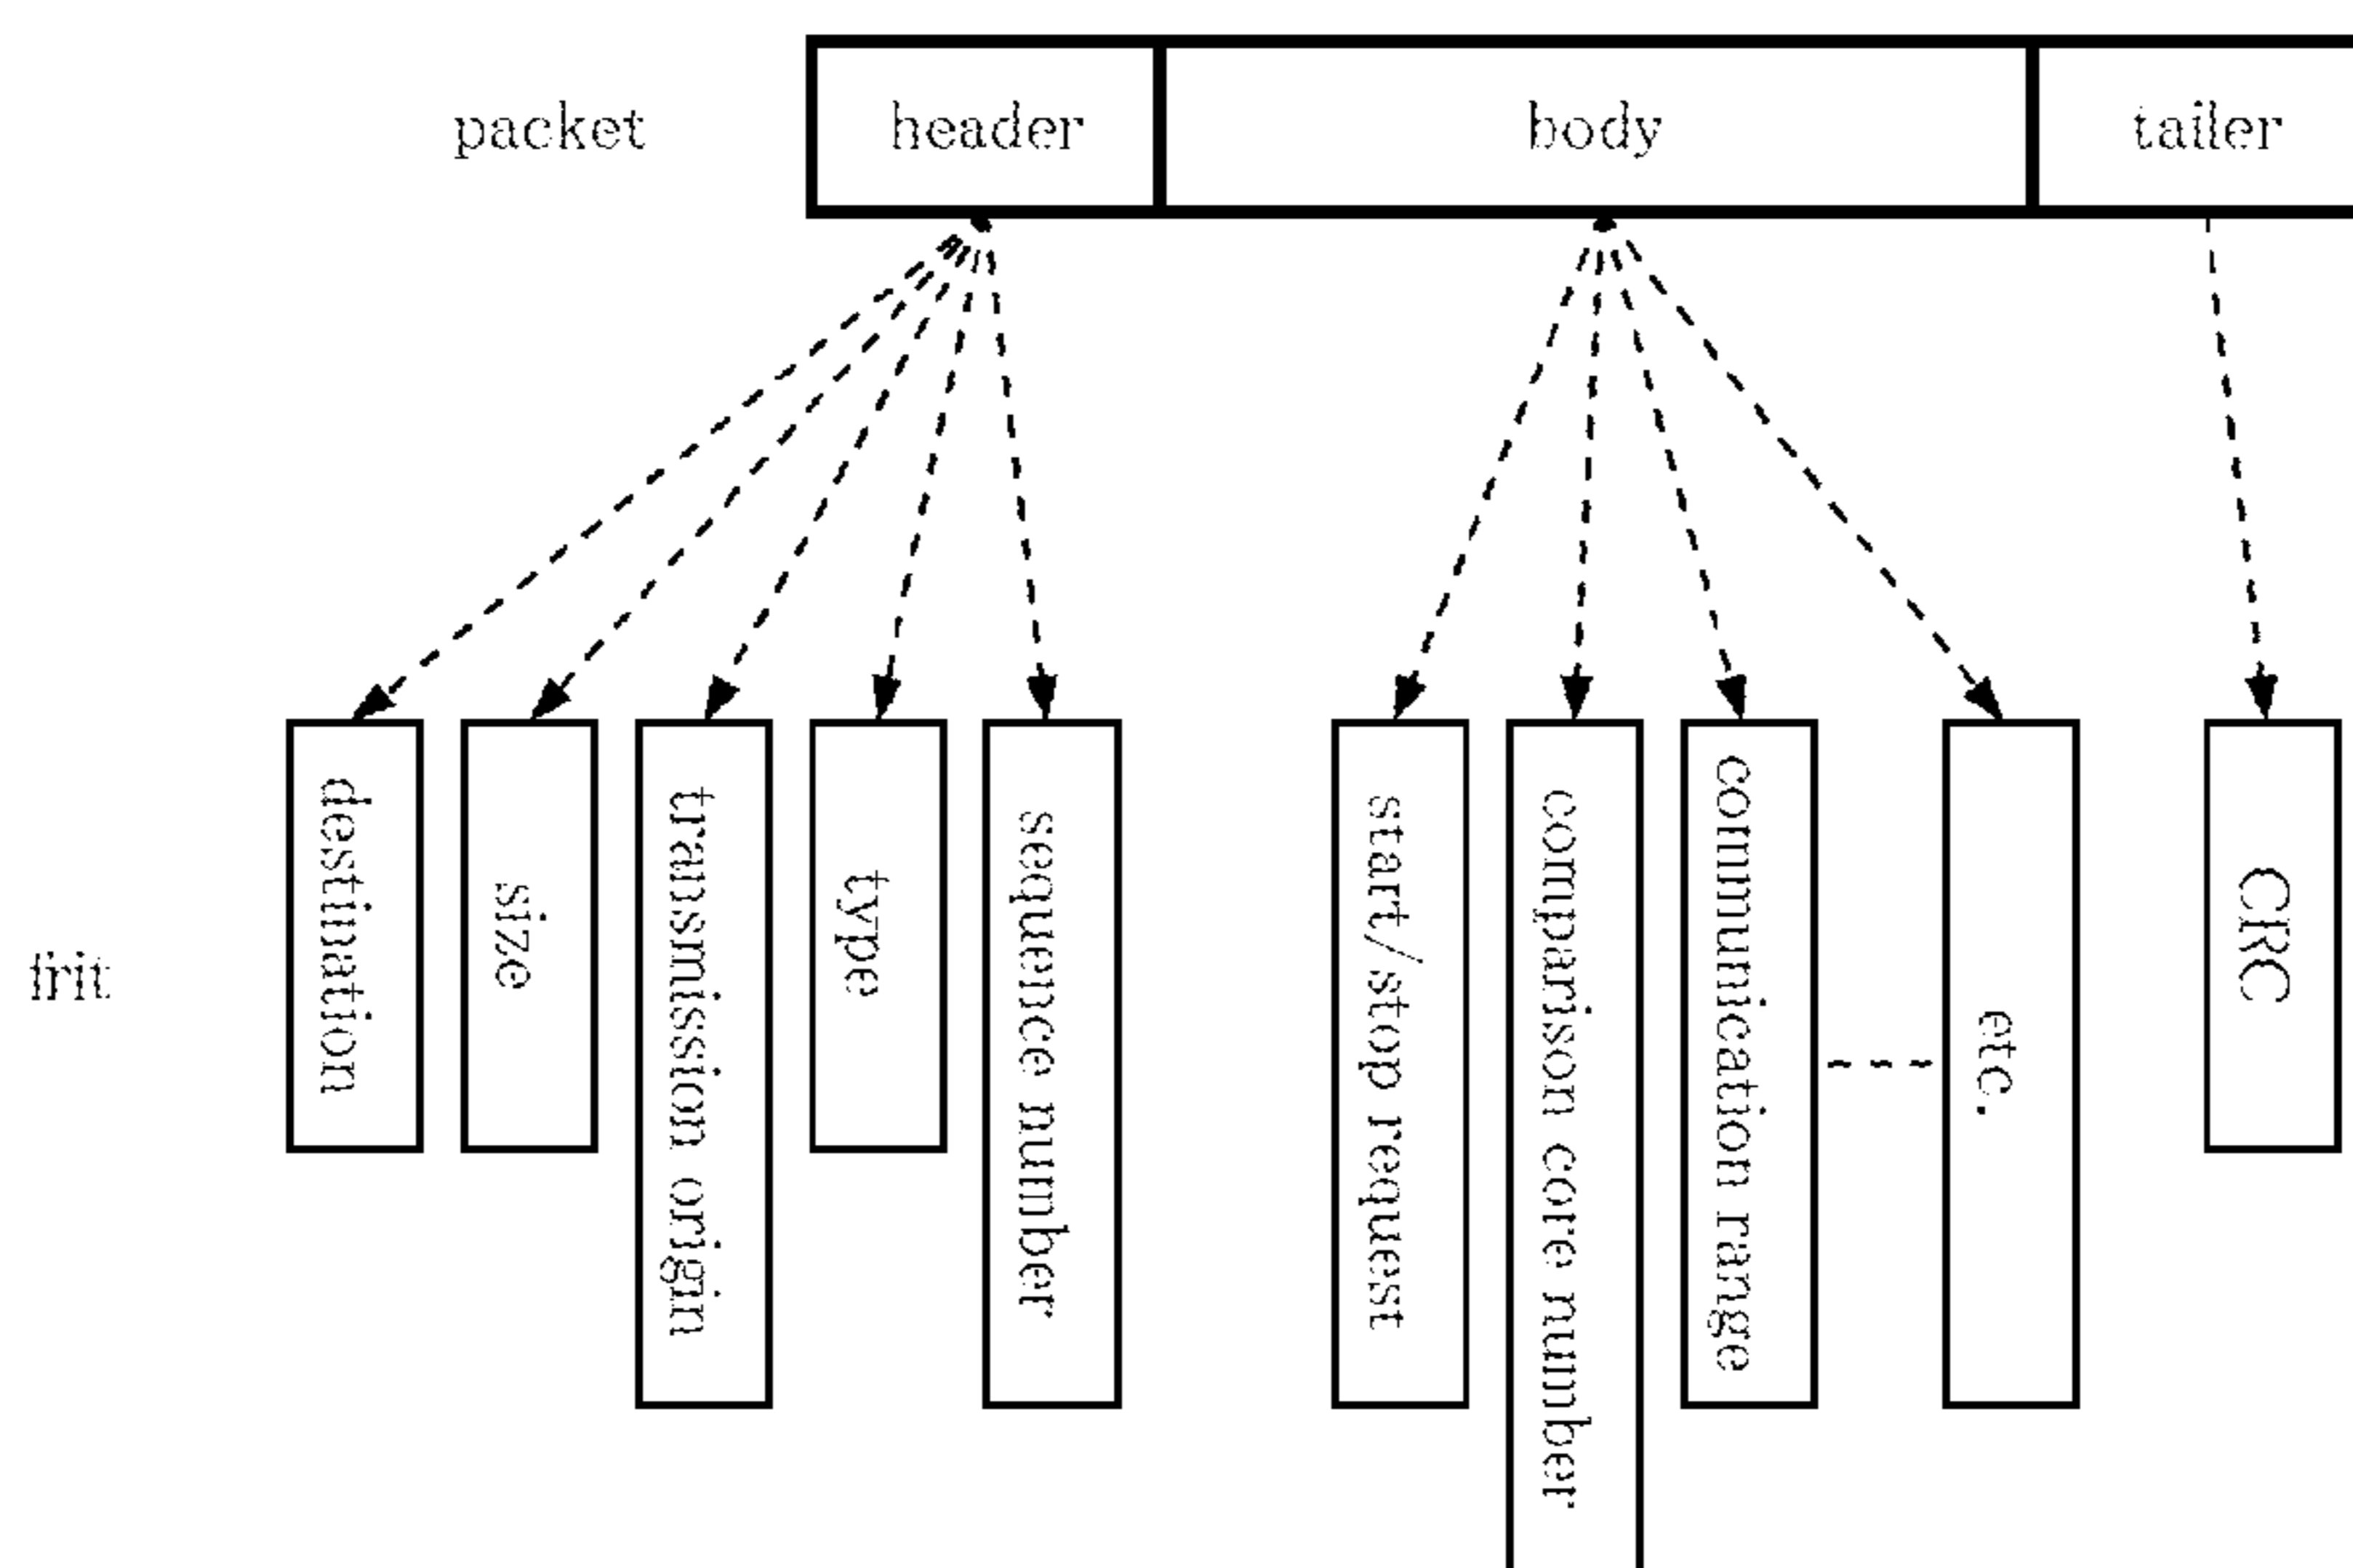 packet
header
body
tailer
frit
destination
size
transmission origin
type
sequence number
start/stop request
comparison core number
communication range
etc.
CRC